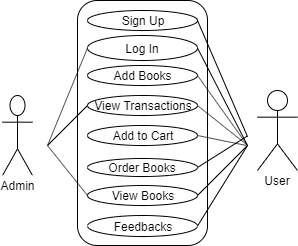 Sign Up
Log In
Add Books
View Transactions
Add to Cart
Order Books
View Books
Feedbacks
Admin
User